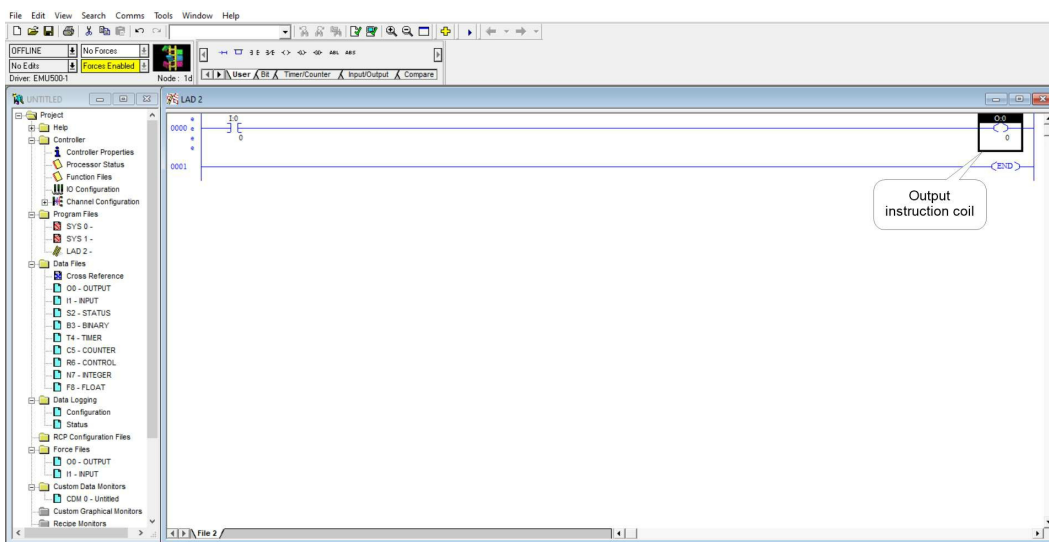 File Edit View Search Comms Tools Window Help
OFFLINE No Forces
No Edits Forces Enabled
Driver: EMU500-1 Node: 1d
ABL ABS
User Bit Timer/Counter Input/Output Compare
UNTITLED
LAD 2
Project
Help
Controller
Controller Properties
Processor Status
Function Files
IO Configuration
Channel Configuration
Program Files
SYS 0 -
SYS 1 -
LAD 2 -
Data Files
Cross Reference
O0 - OUTPUT
I1 - INPUT
S2 - STATUS
B3 - BINARY
T4 - TIMER
C5 - COUNTER
R6 - CONTROL
N7 - INTEGER
F8 - FLOAT
Data Logging
Configuration
Status
RCP Configuration Files
Force Files
O0 - OUTPUT
I1 - INPUT
Custom Data Monitors
CDM 0 - Untitled
Custom Graphical Monitors
Recipe Monitors
e I:0 O:0
0000 e
e 0 0
e
0001 END
Output
instruction coil
File 2